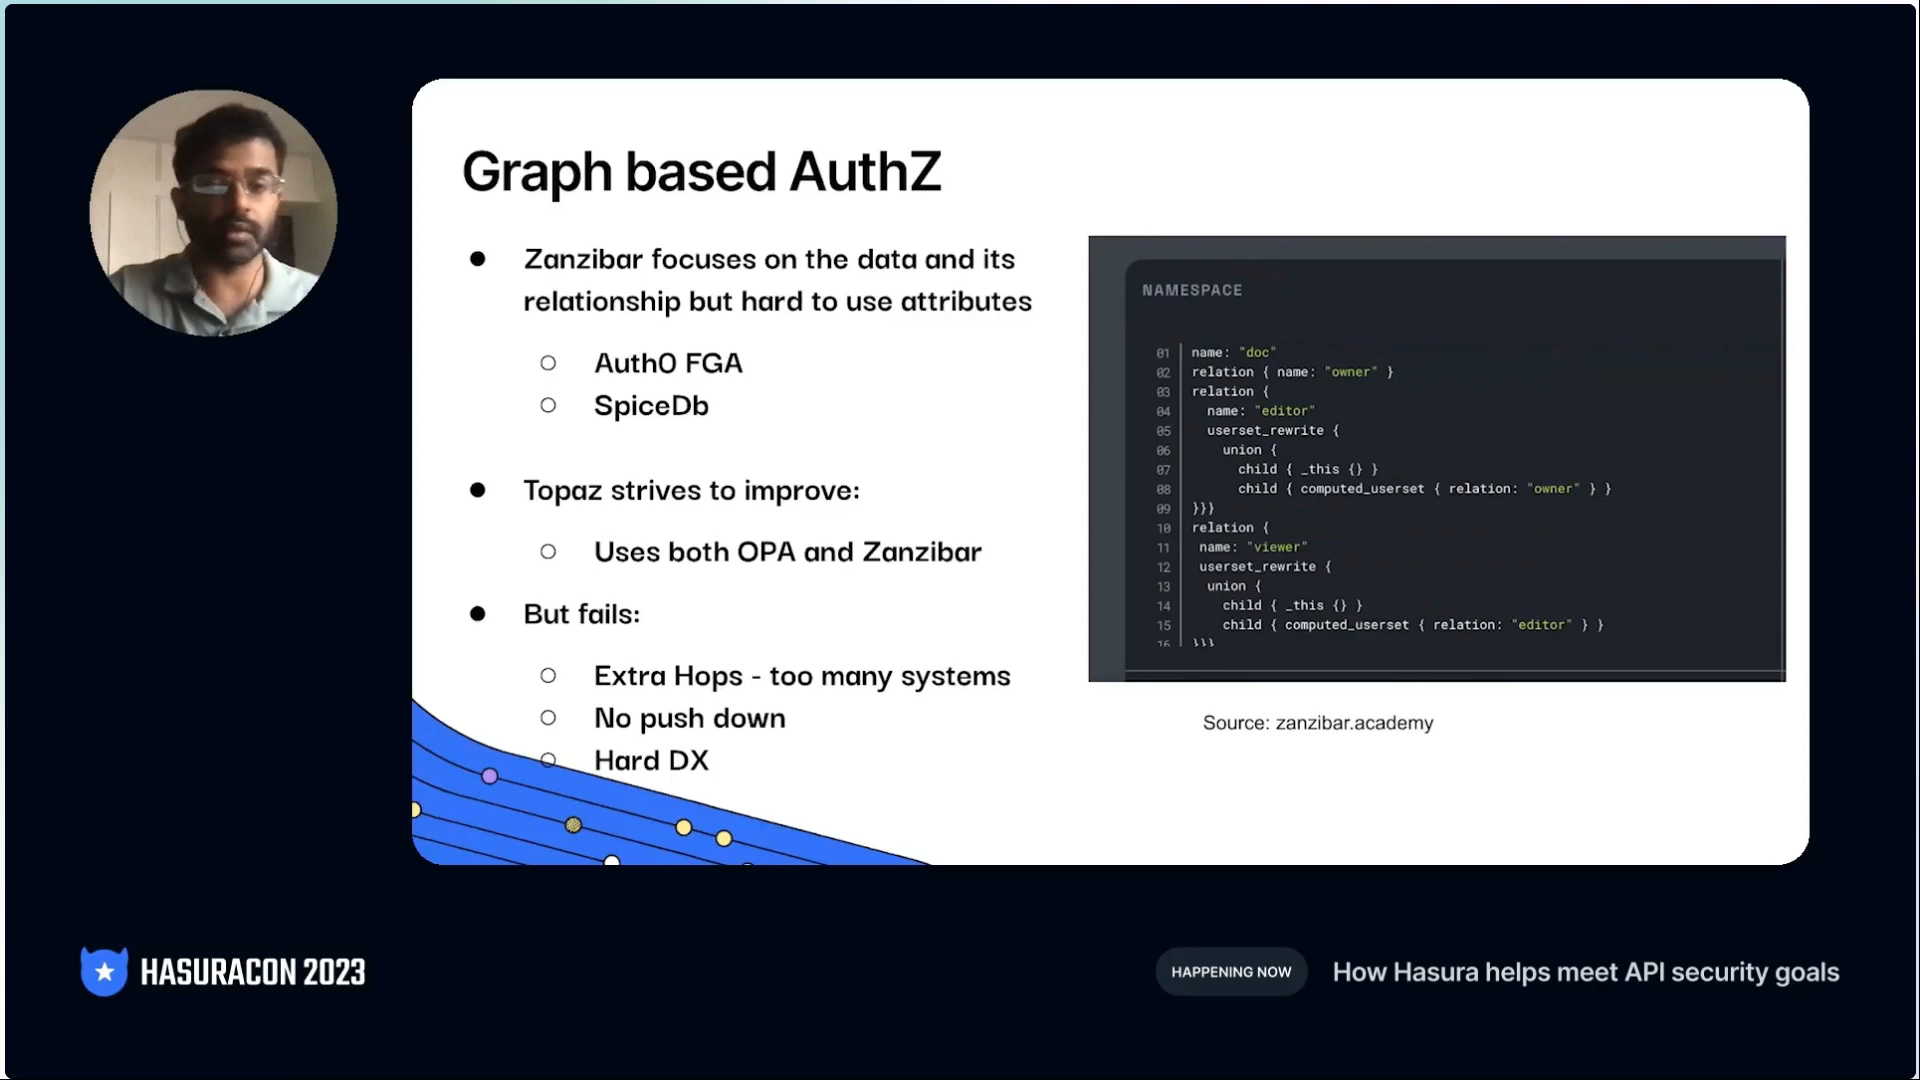 Graph based AuthZ
● Zanzibar focuses on the data and its
relationship but hard to use attributes
○ Auth0 FGA
○ SpiceDb
● Topaz strives to improve:
○ Uses both OPA and Zanzibar
● But fails:
○ Extra Hops - too many systems
○ No push down
○ Hard DX
NAMESPACE
01 name: "doc"
02 relation { name: "owner" }
03 relation {
04 name: "editor"
05 userset_rewrite {
06 union {
07 child { _this {} }
08 child { computed_userset { relation: "owner" } }
09 }}}
10 relation {
11 name: "viewer"
12 userset_rewrite {
13 union {
14 child { _this {} }
15 child { computed_userset { relation: "editor" } }
16 }}}
Source: zanzibar.academy
HASURACON 2023
HAPPENING NOW
How Hasura helps meet API security goals